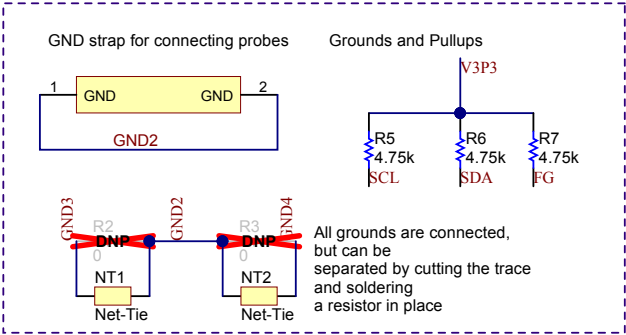 GND strap for connecting probes
Grounds and Pullups
V3P3
1
GND
GND
2
GND2
R5
4.75k
SCL
R6
4.75k
SDA
R7
4.75k
FG
GND3
R2
DNP
0
GND2
R3
DNP
0
GND4
NT1
Net-Tie
NT2
Net-Tie
All grounds are connected,
but can be
separated by cutting the trace
and soldering
a resistor in place